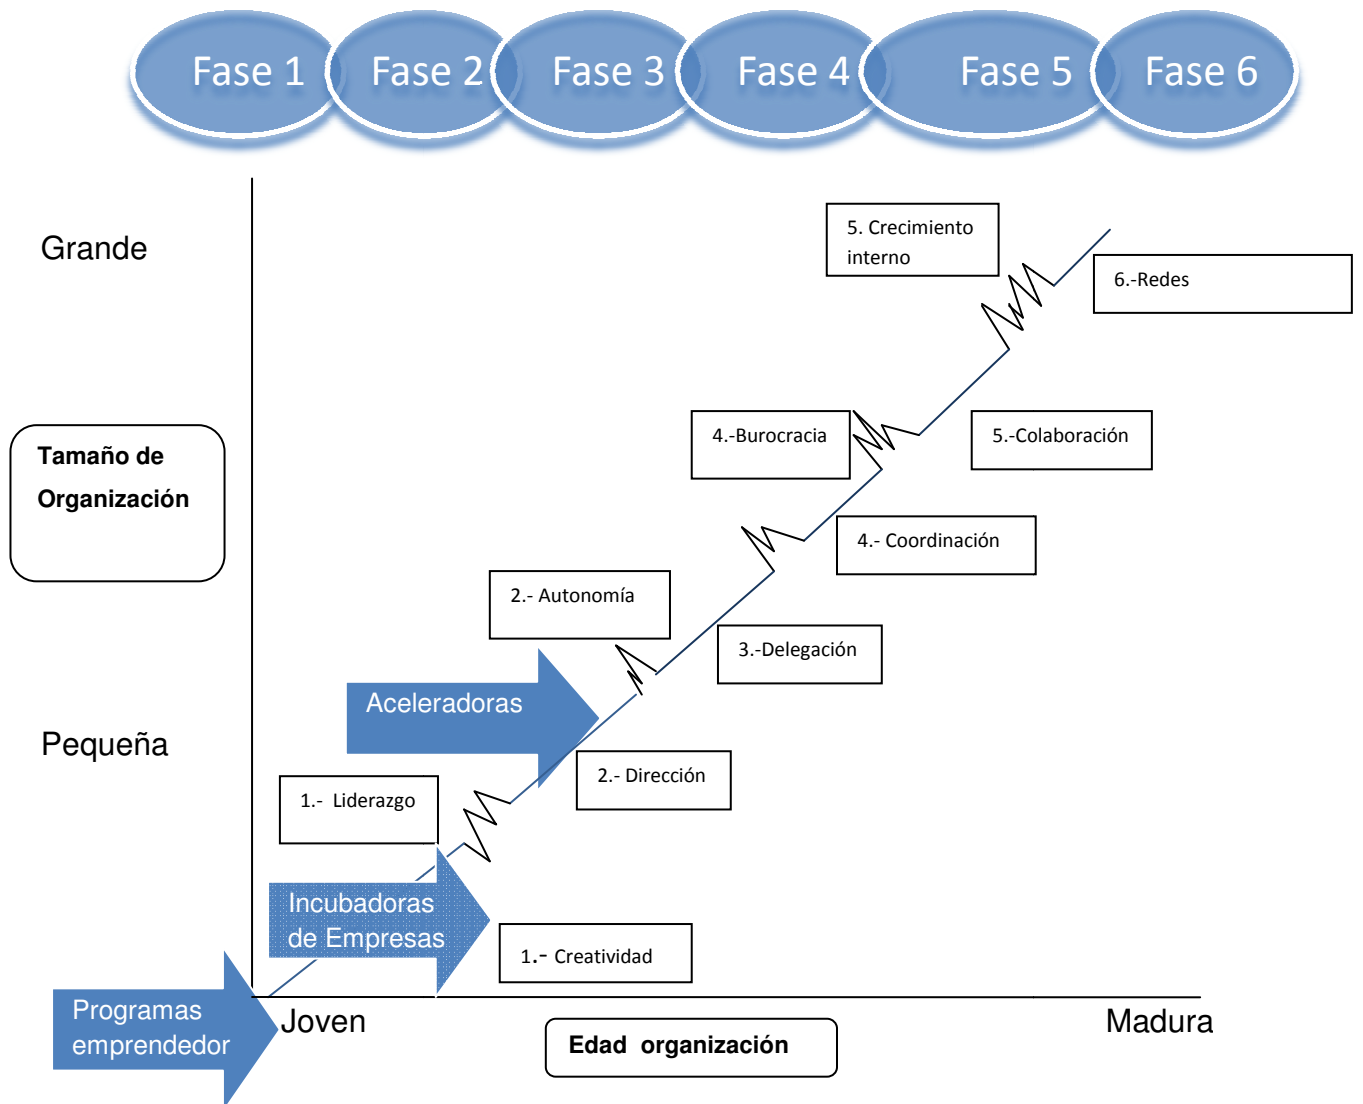 Fase 1
Fase 2
Fase 3
Fase 4
Fase 5
Fase 6
Grande
5. Crecimiento
interno
6.-Redes
Tamaño de
Organización
4.-Burocracia
5.-Colaboración
4.- Coordinación
2.- Autonomía
3.-Delegación
Aceleradoras
Pequeña
2.- Dirección
1.- Liderazgo
Incubadoras
de Empresas
1.- Creatividad
Programas
emprendedor
Joven
Madura
Edad organización